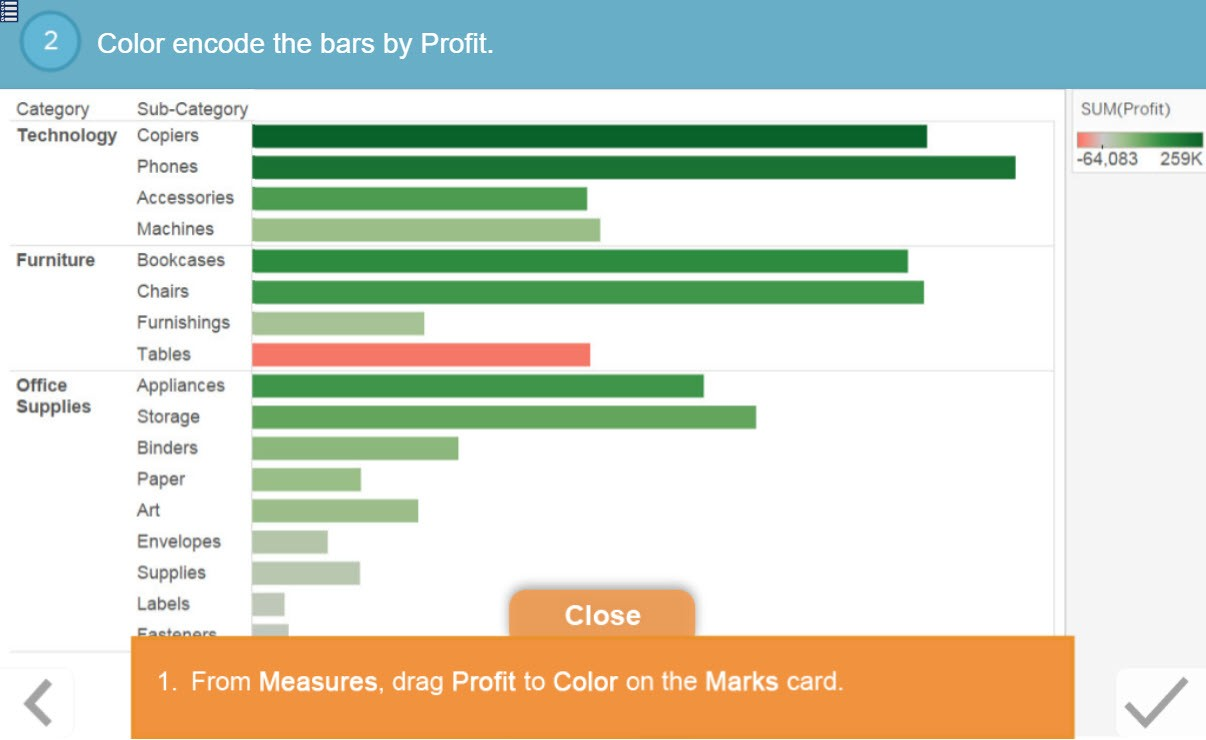 2 Color encode the bars by Profit.
Category Sub-Category
SUM(Profit)
-64,083 259K
Technology Copiers
Phones
Accessories
Machines
Furniture Bookcases
Chairs
Furnishings
Tables
Office Supplies Appliances
Storage
Binders
Paper
Art
Envelopes
Supplies
Labels
Fasteners
Close
1. From Measures, drag Profit to Color on the Marks card.